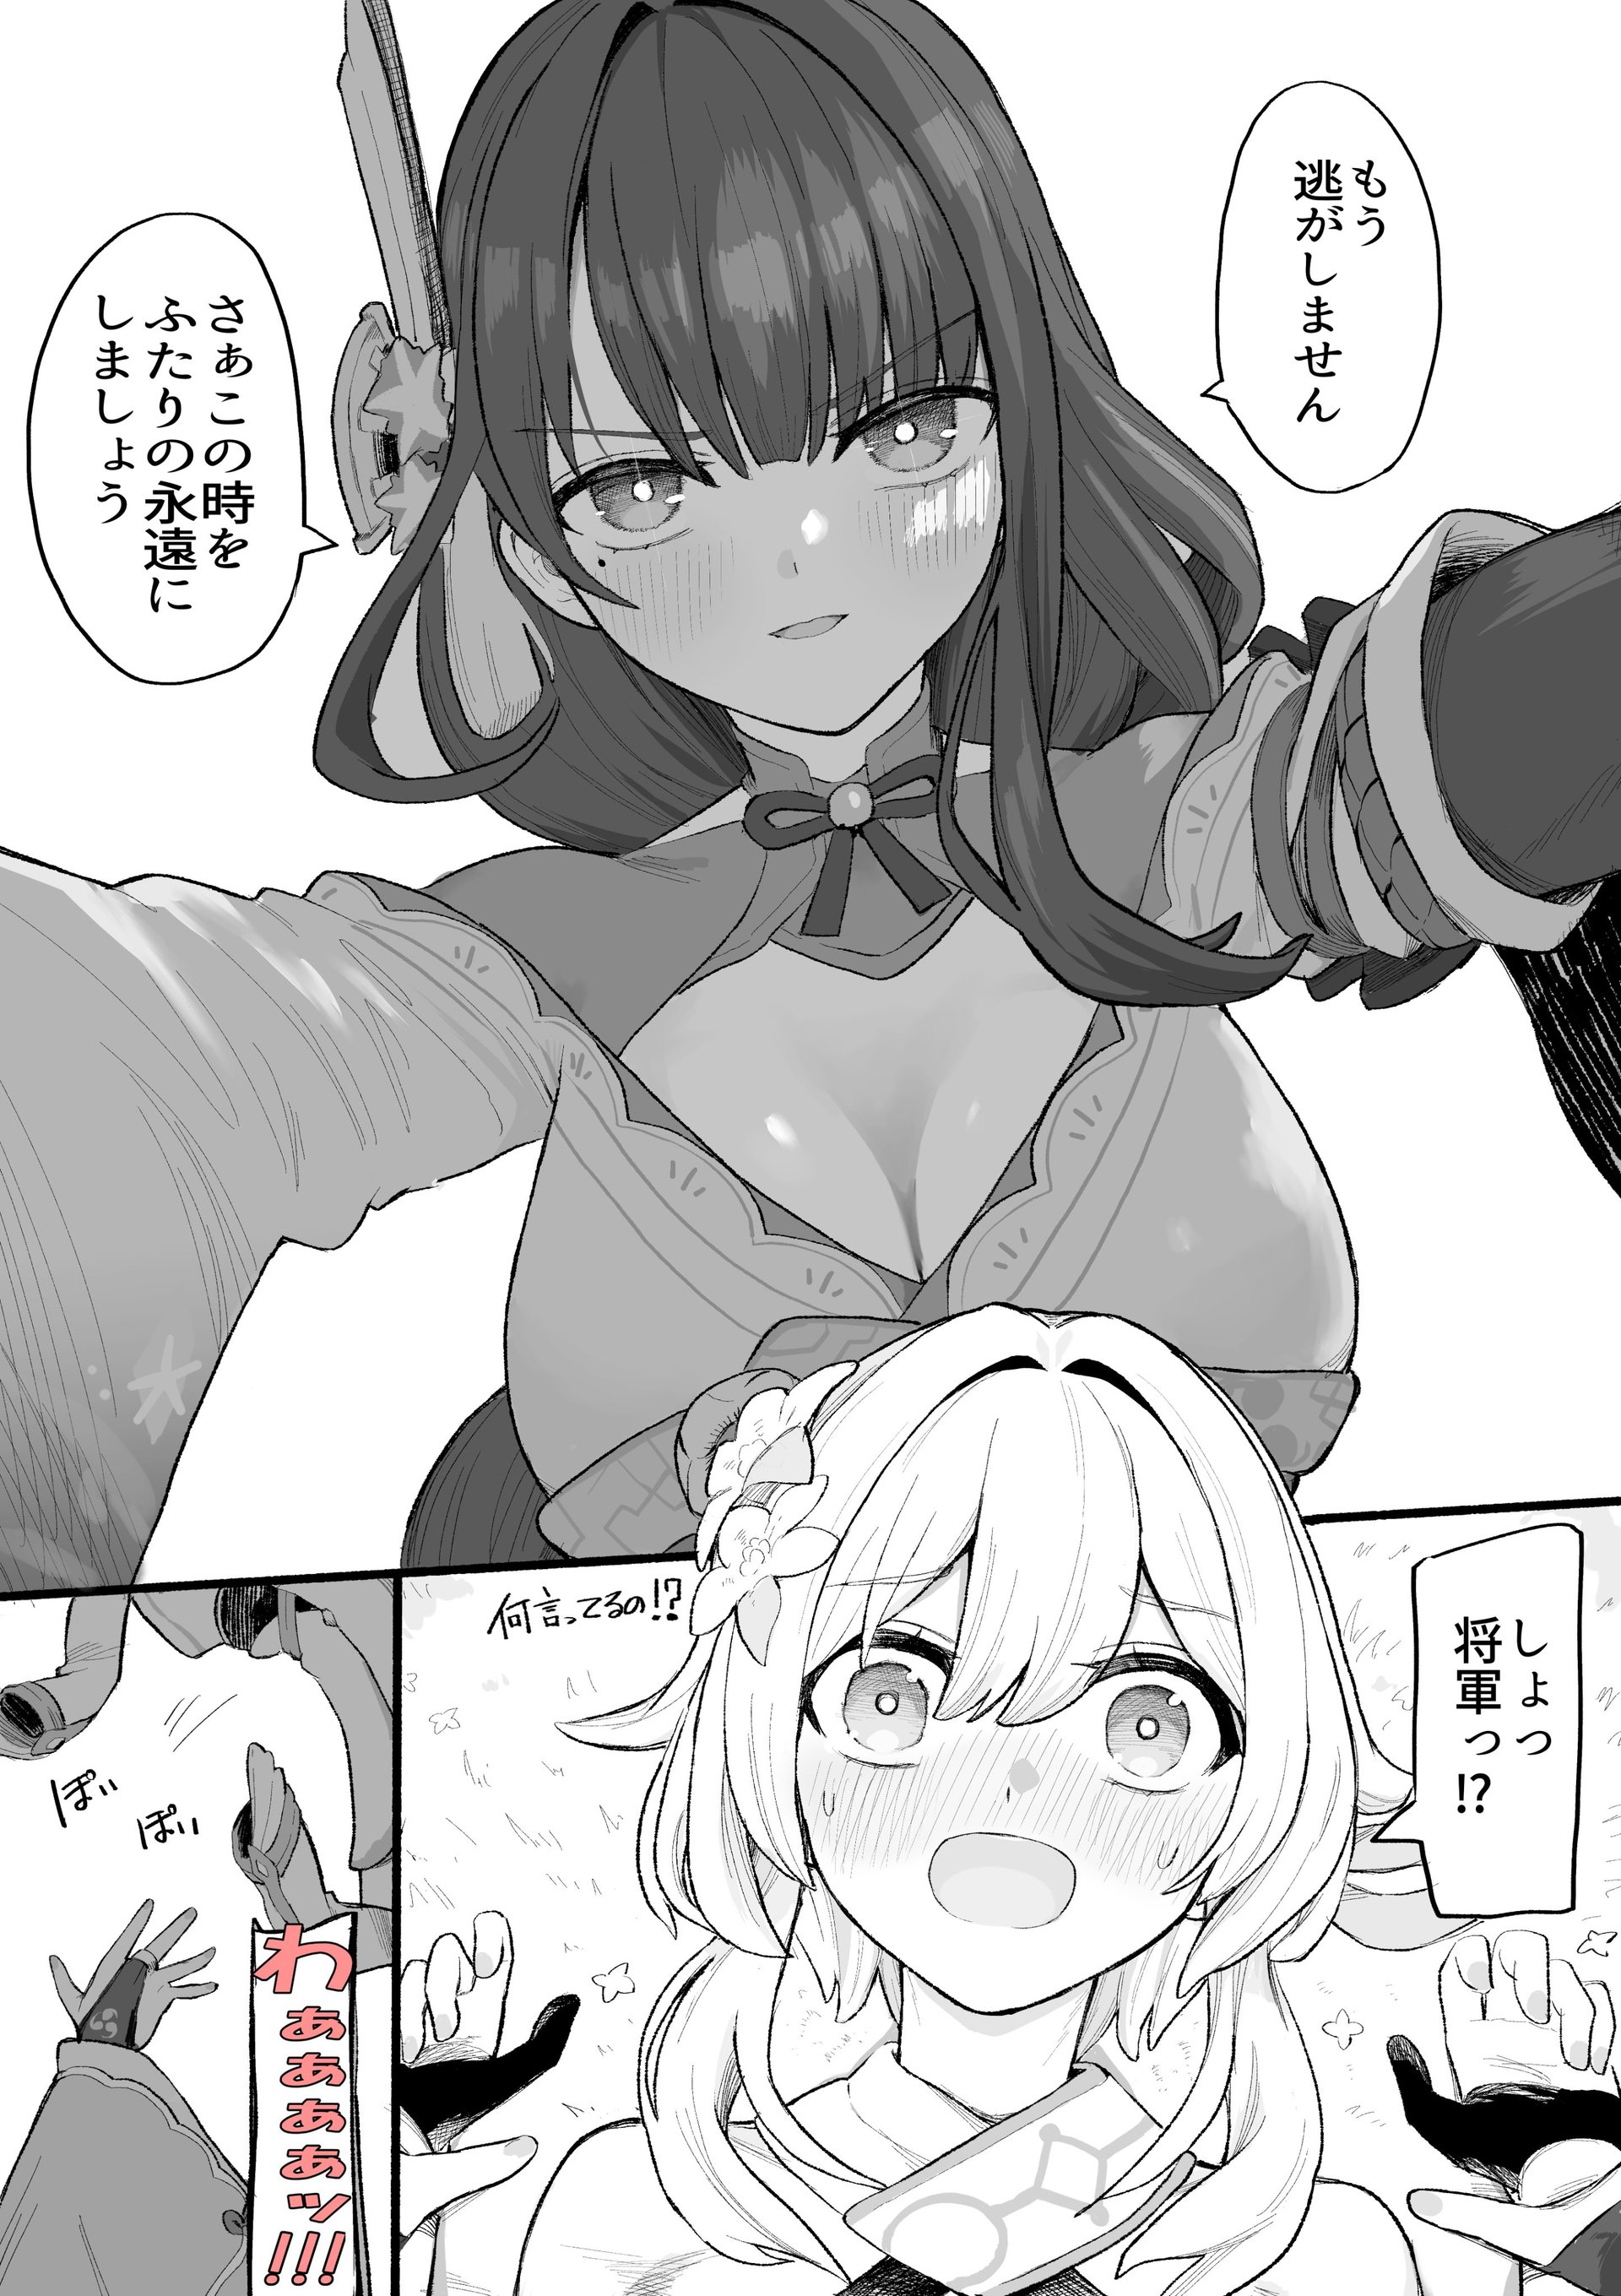 もう
逃がしません
さぁこの時を
ふたりの永遠に
しましょう
しょっ
将軍っ!?
何言ってるの!?
ぽぃ
ぽぃ
わぁぁぁぁッ!!!